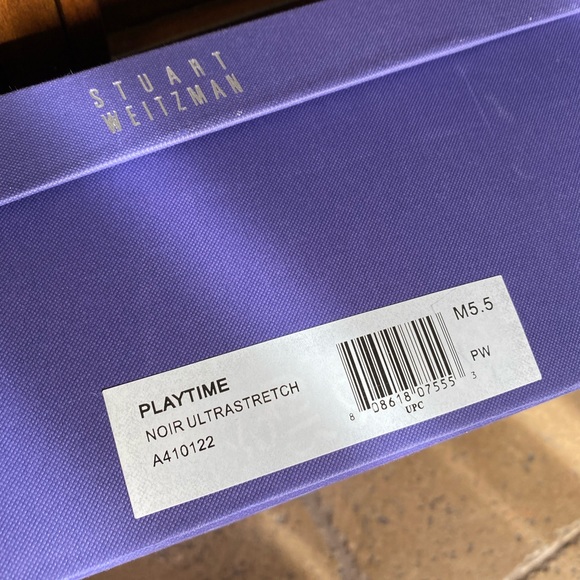 STUART
WEITZMAN
M5.5
PLAYTIME
NOIR ULTRASTRETCH
A410122
PW
8 08618 07555 3
UPC